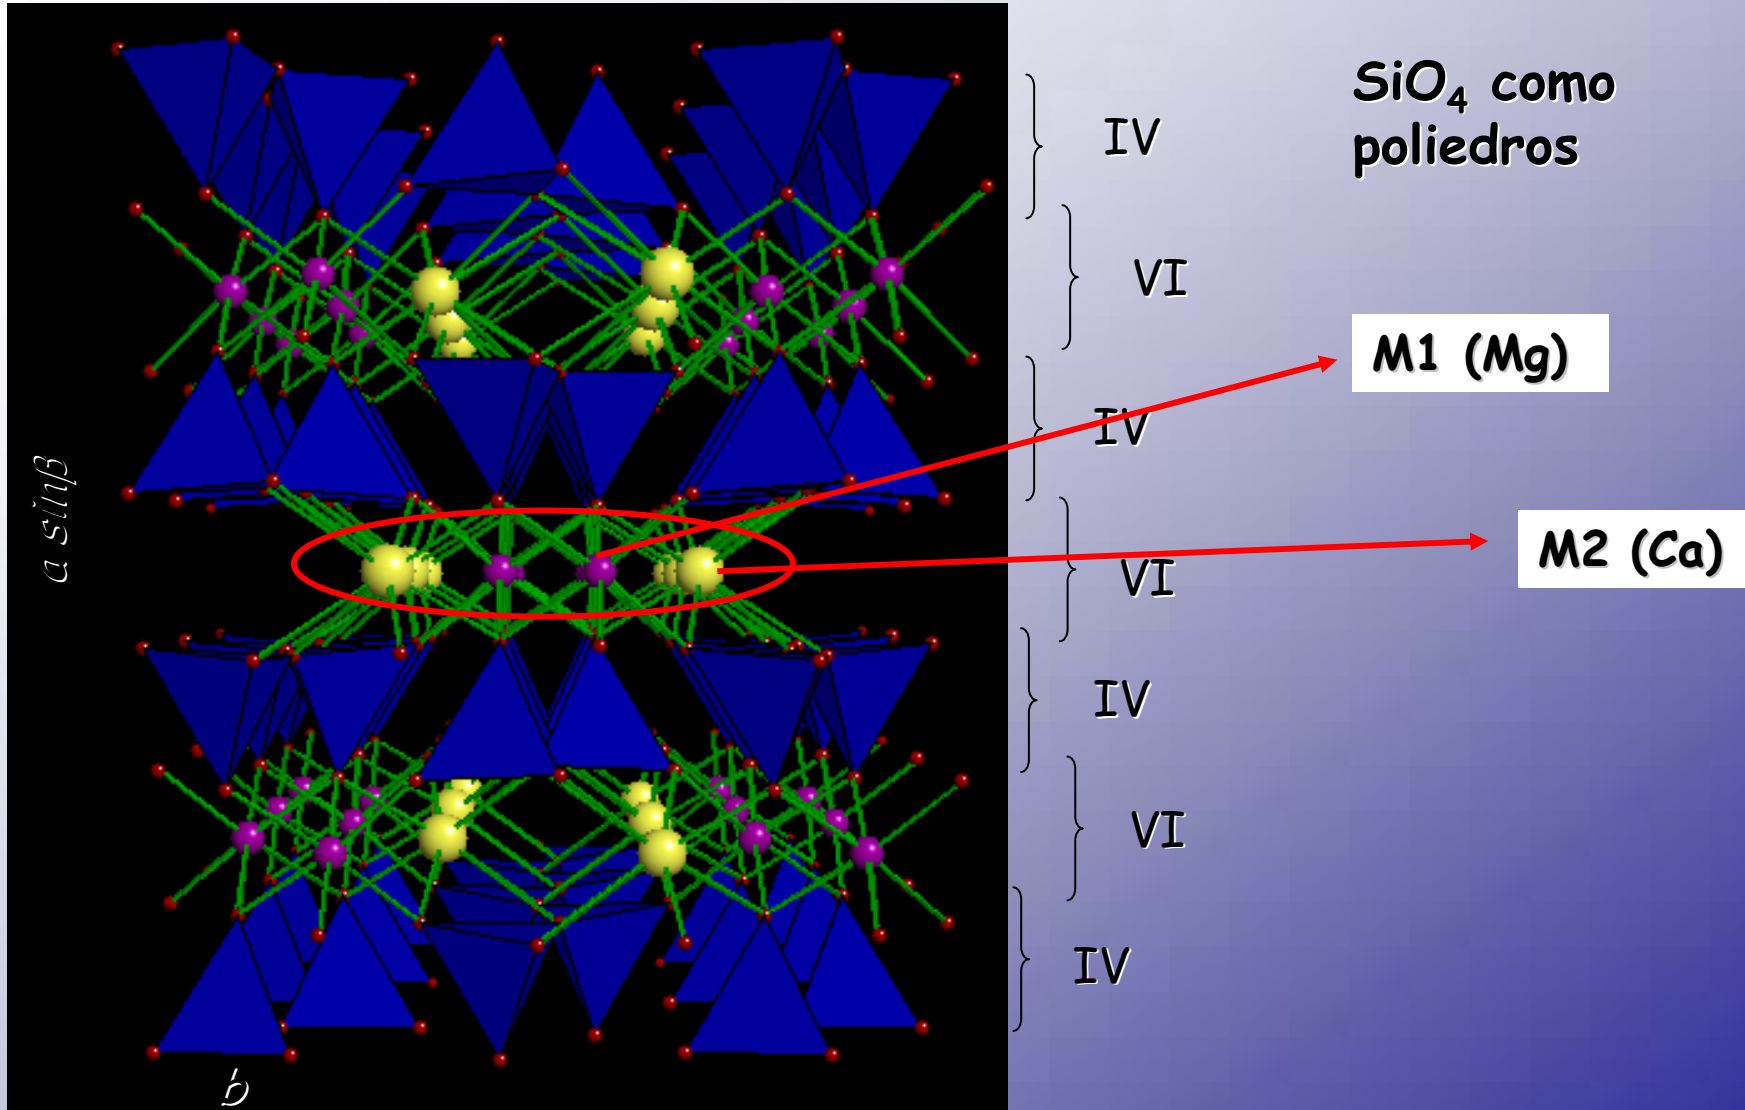 SiO₄ como
poliedros
IV
VI
M1 (Mg)
IV
M2 (Ca)
VI
IV
VI
IV
a sinβ
b